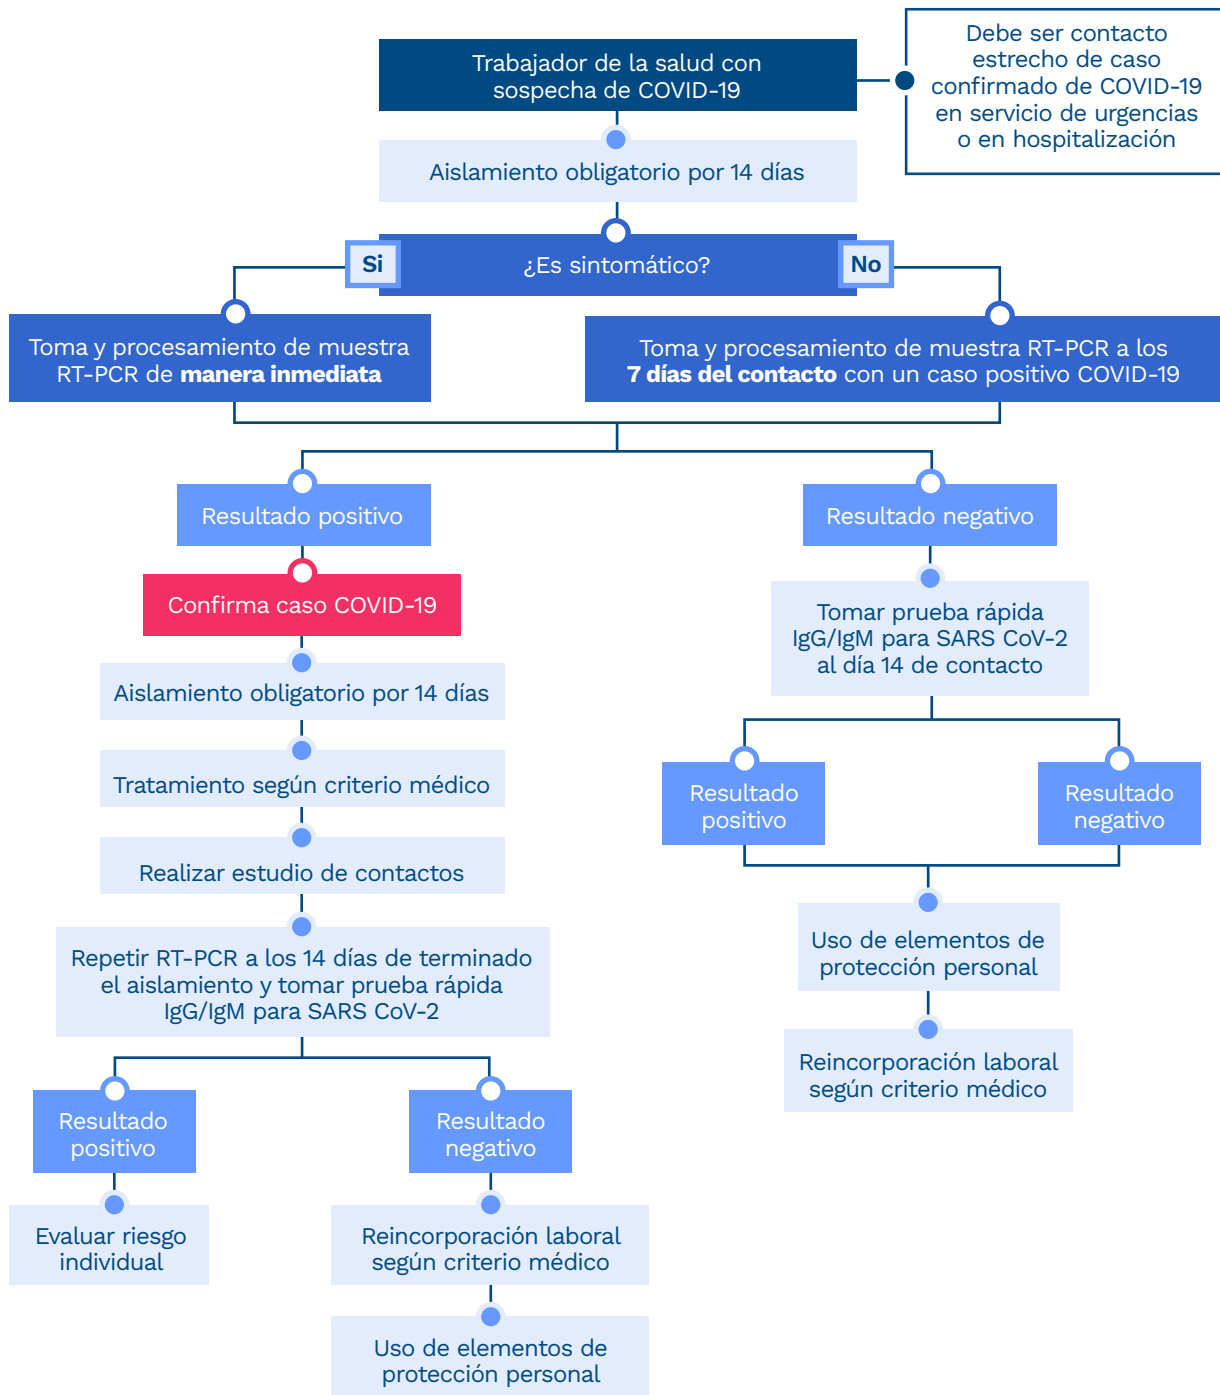 Trabajador de la salud con
sospecha de COVID-19
Debe ser contacto
estrecho de caso
confirmado de COVID-19
en servicio de urgencias
o en hospitalización
Aislamiento obligatorio por 14 días
Si
¿Es sintomático?
No
Toma y procesamiento de muestra
RT-PCR de manera inmediata
Toma y procesamiento de muestra RT-PCR a los
7 días del contacto con un caso positivo COVID-19
Resultado positivo
Resultado negativo
Confirma caso COVID-19
Aislamiento obligatorio por 14 días
Tratamiento según criterio médico
Realizar estudio de contactos
Repetir RT-PCR a los 14 días de terminado
el aislamiento y tomar prueba rápida
IgG/IgM para SARS CoV-2
Resultado
positivo
Resultado
negativo
Evaluar riesgo
individual
Reincorporación laboral
según criterio médico
Uso de elementos de
protección personal
Tomar prueba rápida
IgG/IgM para SARS CoV-2
al día 14 de contacto
Resultado
positivo
Resultado
negativo
Uso de elementos de
protección personal
Reincorporación laboral
según criterio médico